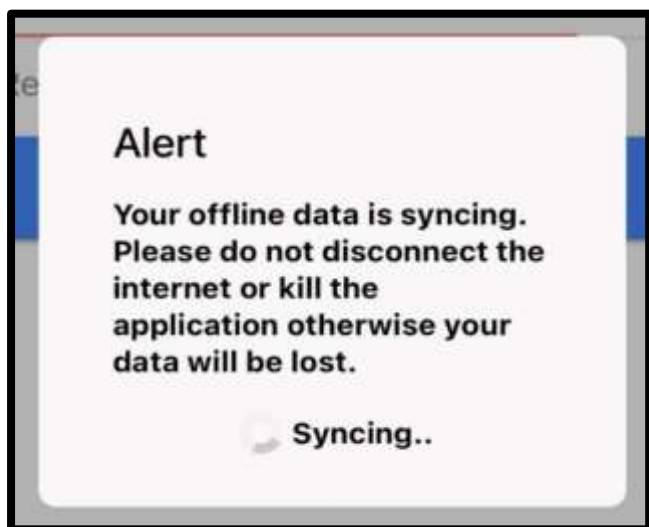 Alert
Your offline data is syncing.
Please do not disconnect the
internet or kill the
application otherwise your
data will be lost.
Syncing..